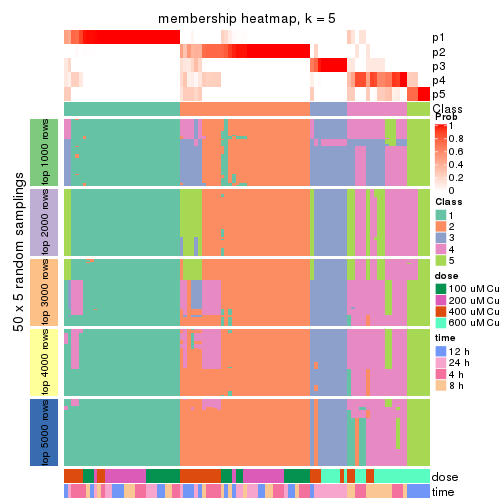 membership heatmap, k = 5
p1
p2
p3
p4
p5
Class
Prob
1
0.8
0.6
0.4
0.2
0
Class
1
2
3
4
5
dose
100 uM Cu
200 uM Cu
400 uM Cu
600 uM Cu
time
12 h
24 h
4 h
8 h
50 x 5 random samplings
top 1000 rows
top 2000 rows
top 3000 rows
top 4000 rows
top 5000 rows
dose
time